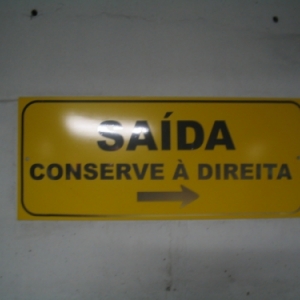 SAÍDA
CONSERVE À DIREITA